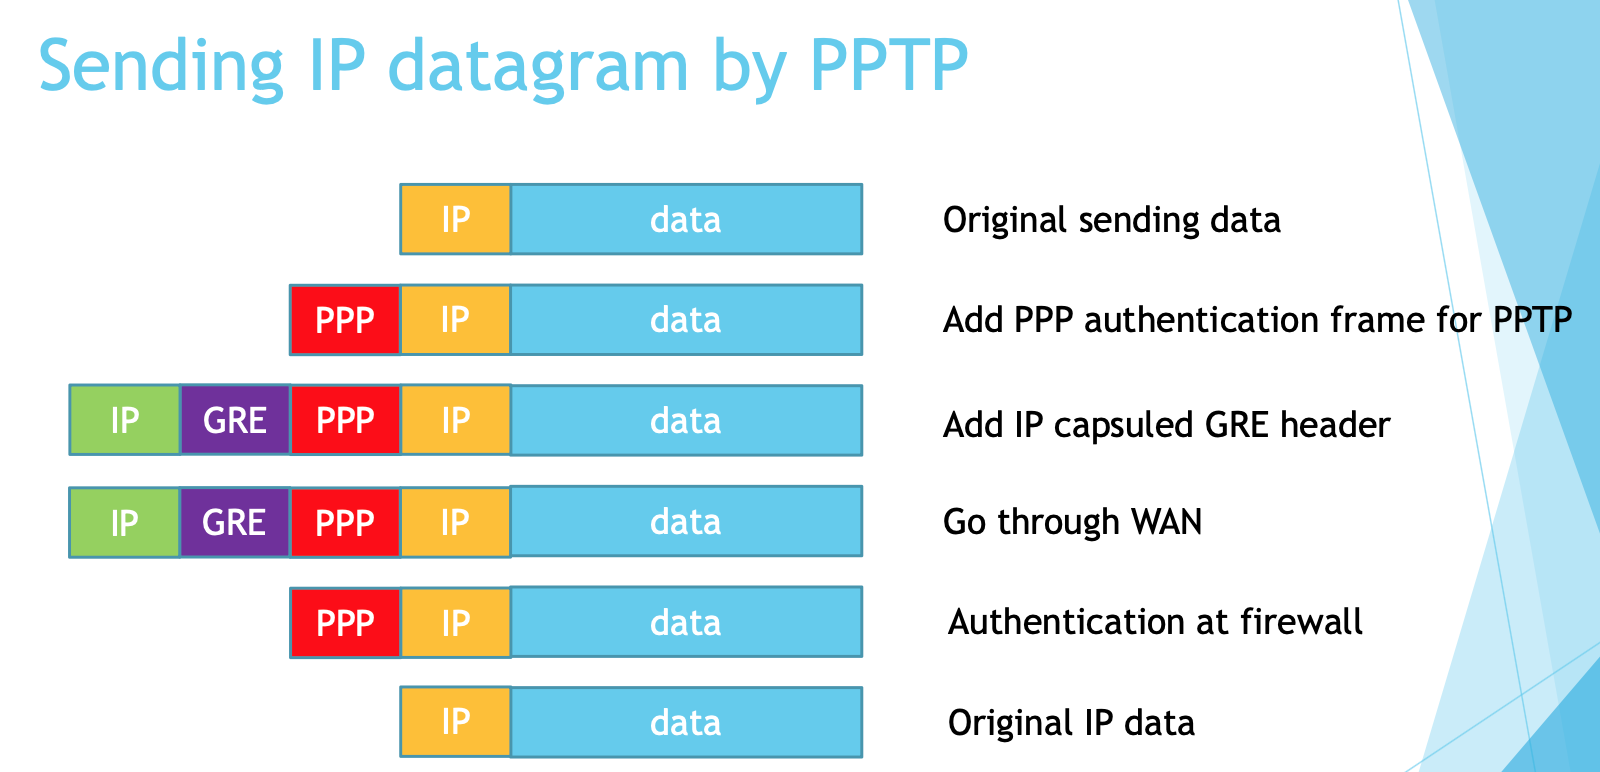 Sending IP datagram by PPTP
IP data Original sending data
PPP IP data Add PPP authentication frame for PPTP
IP GRE PPP IP data Add IP capsuled GRE header
IP GRE PPP IP data Go through WAN
PPP IP data Authentication at firewall
IP data Original IP data